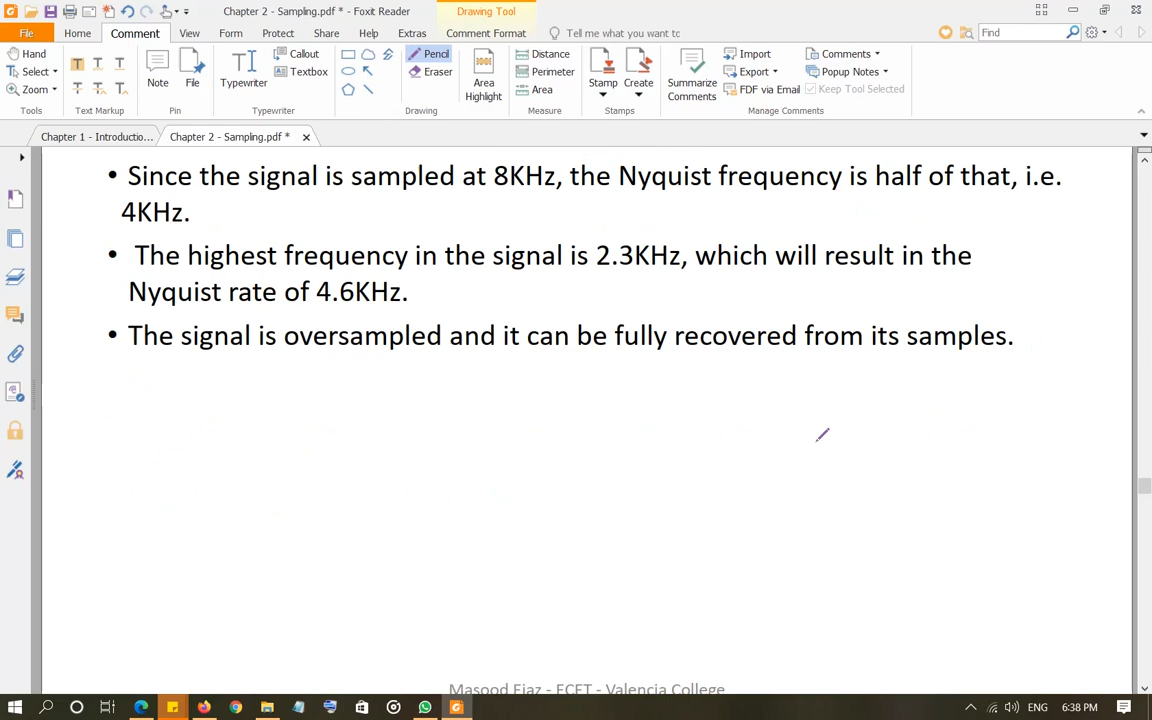 Chapter 2 - Sampling.pdf * - Foxit Reader
Drawing Tool
File Home Comment View Form Protect Share Help Extras Comment Format Tell me what you want to Find
Hand
Select
Zoom
Tools
Text Markup
Note
File
Pin
Typewriter
Callout
Textbox
Typewriter
Pencil
Eraser
Drawing
Area
Highlight
Distance
Perimeter
Area
Measure
Stamp
Create
Stamps
Summarize
Comments
Import
Export
FDF via Email
Comments
Popup Notes
Keep Tool Selected
Manage Comments
Chapter 1 - Introductio...
Chapter 2 - Sampling.pdf *
• Since the signal is sampled at 8KHz, the Nyquist frequency is half of that, i.e.
4KHz.
• The highest frequency in the signal is 2.3KHz, which will result in the
Nyquist rate of 4.6KHz.
• The signal is oversampled and it can be fully recovered from its samples.
Masood Ejaz - ECET - Valencia College
ENG 6:38 PM